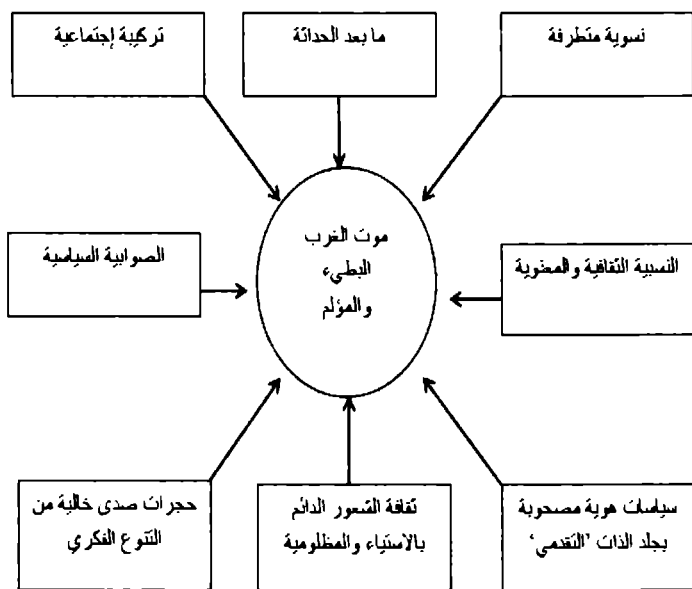 نسوية متطرفة
ما بعد الحداثة
تركيبة إجتماعية
موت الغرب
البطيء
والمؤلم
النسبية الثقافية والمعنوية
الصوابية السياسية
سياسات هوية مصحوبة
بجلد الذات 'التقدمي'
ثقافة الشعور الدائم
بالاستياء والمظلومية
حجرات صدى خالية من
التنوع الفكري